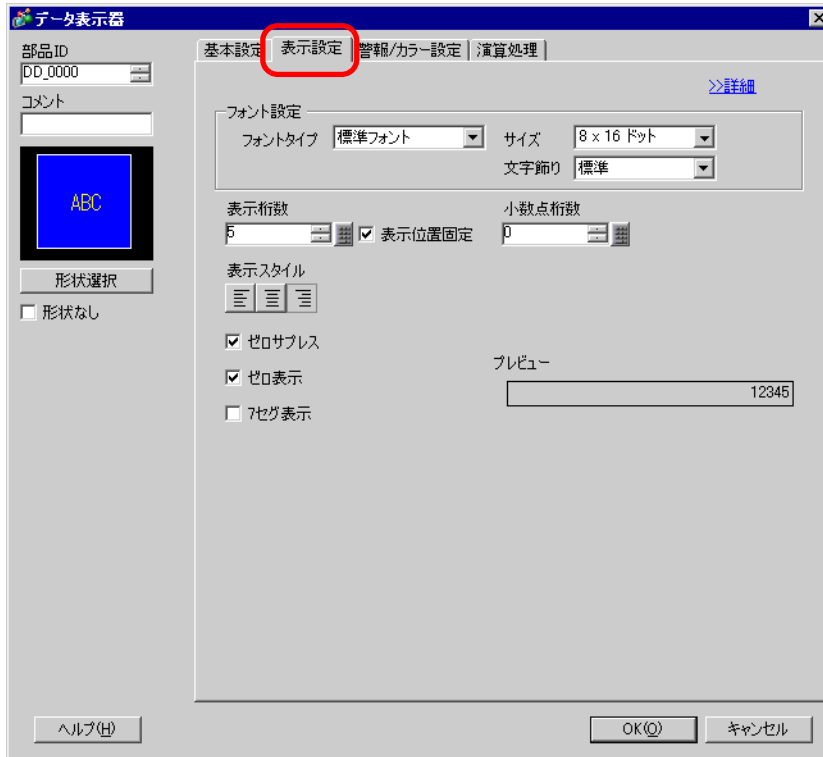 データ表示器
部品ID
DD_0000
コメント
ABC
形状選択
形状なし
基本設定 表示設定 警報/カラー設定 演算処理
>>詳細
フォント設定
フォントタイプ 標準フォント サイズ 8 x 16 ドット
文字飾り 標準
表示桁数 小数点桁数
5 表示位置固定 0
表示スタイル
ゼロサプレス
ゼロ表示
7セグ表示
プレビュー
12345
ヘルプ(H) OK(O) キャンセル